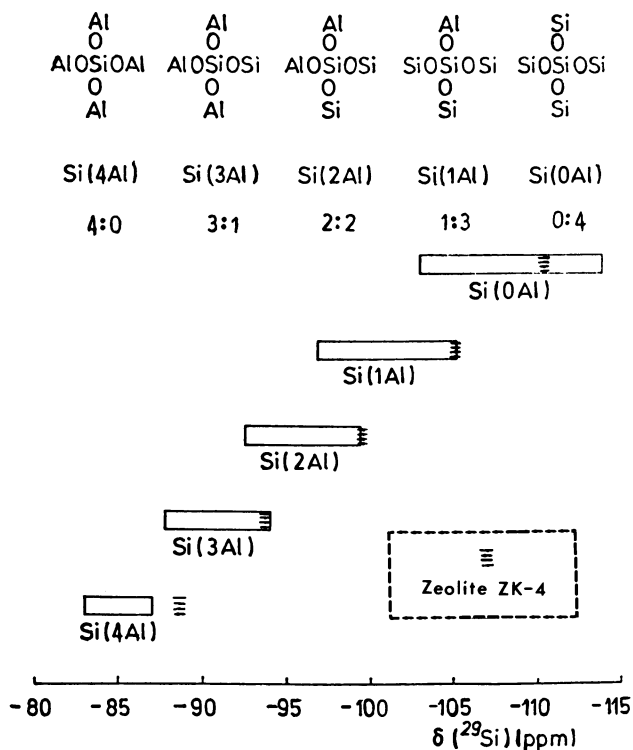 Al Al Al Al Si
O O O O O
AlOSiOAl AlOSiOSi AlOSiOSi SiOSiOSi SiOSiOSi
O O O O O
Al Al Si Si Si
Si(4Al) Si(3Al) Si(2Al) Si(1Al) Si(0Al)
4:0 3:1 2:2 1:3 0:4
Si(0Al)
Si(1Al)
Si(2Al)
Si(3Al)
Zeolite ZK-4
Si(4Al)
-80 -85 -90 -95 -100 -105 -110 -115
δ(²⁹Si)(ppm)